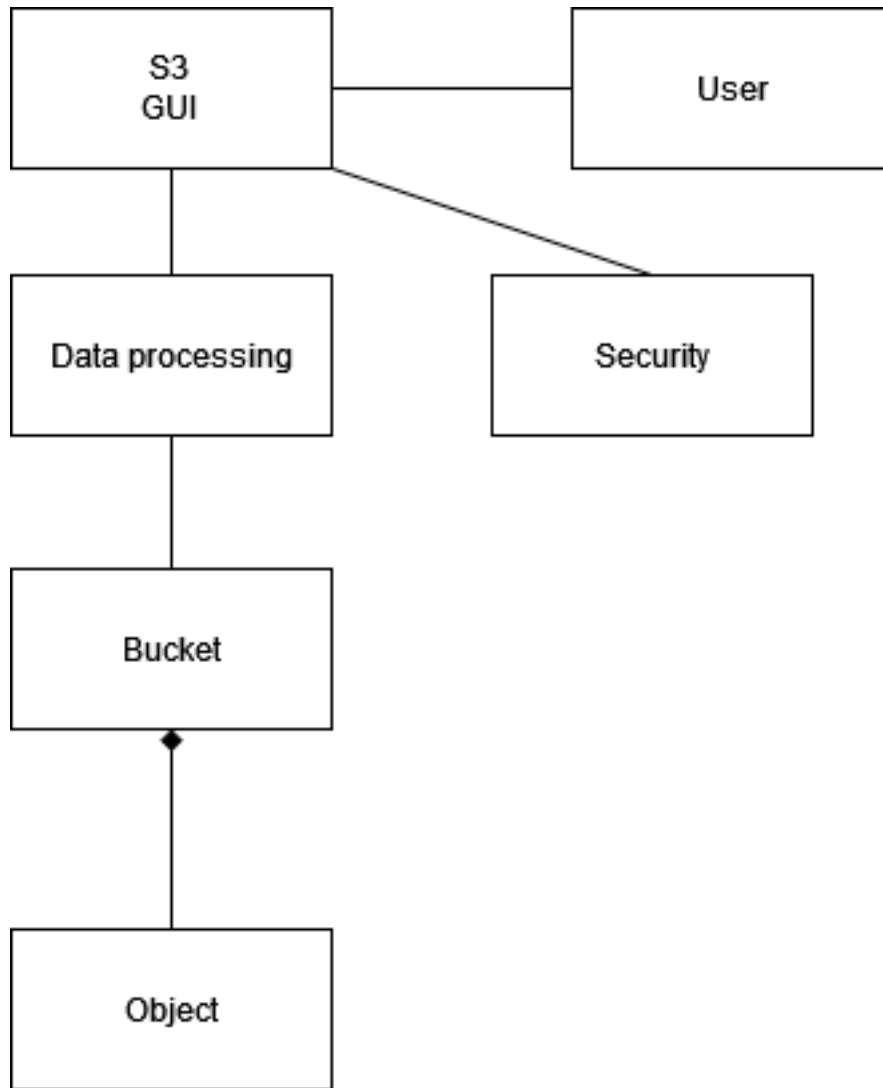 S3
GUI
User
Data processing
Security
Bucket
Object